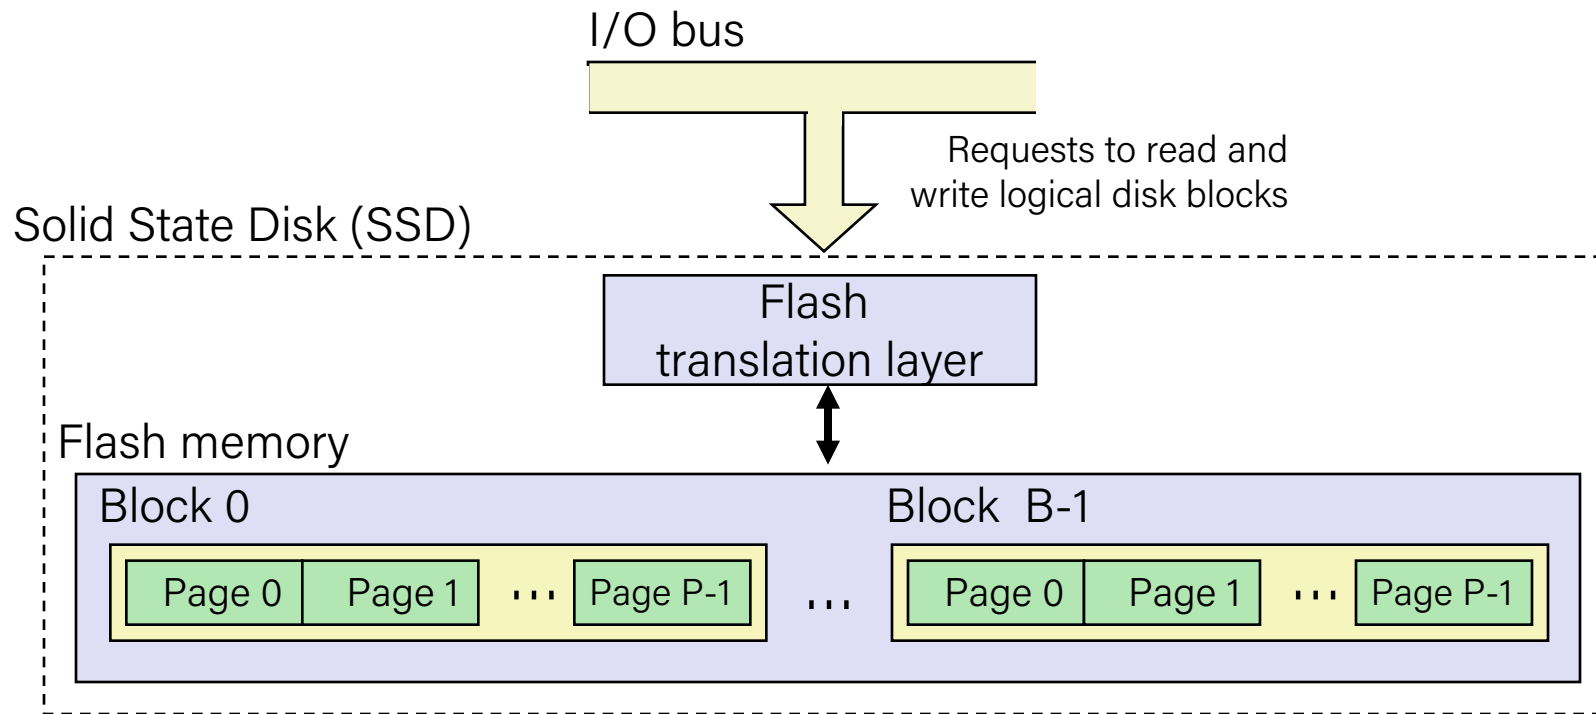 I/O bus
Requests to read and
write logical disk blocks
Solid State Disk (SSD)
Flash
translation layer
Flash memory
Block 0
Block B-1
Page 0 Page 1 ... Page P-1 ... Page 0 Page 1 ... Page P-1